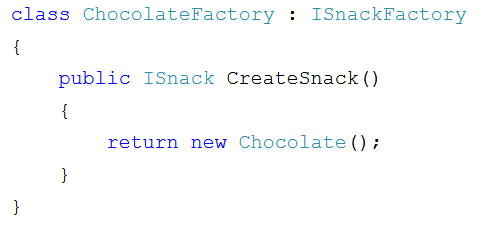 class ChocolateFactory : ISnackFactory
{
    public ISnack CreateSnack()
    {
        return new Chocolate();
    }
}